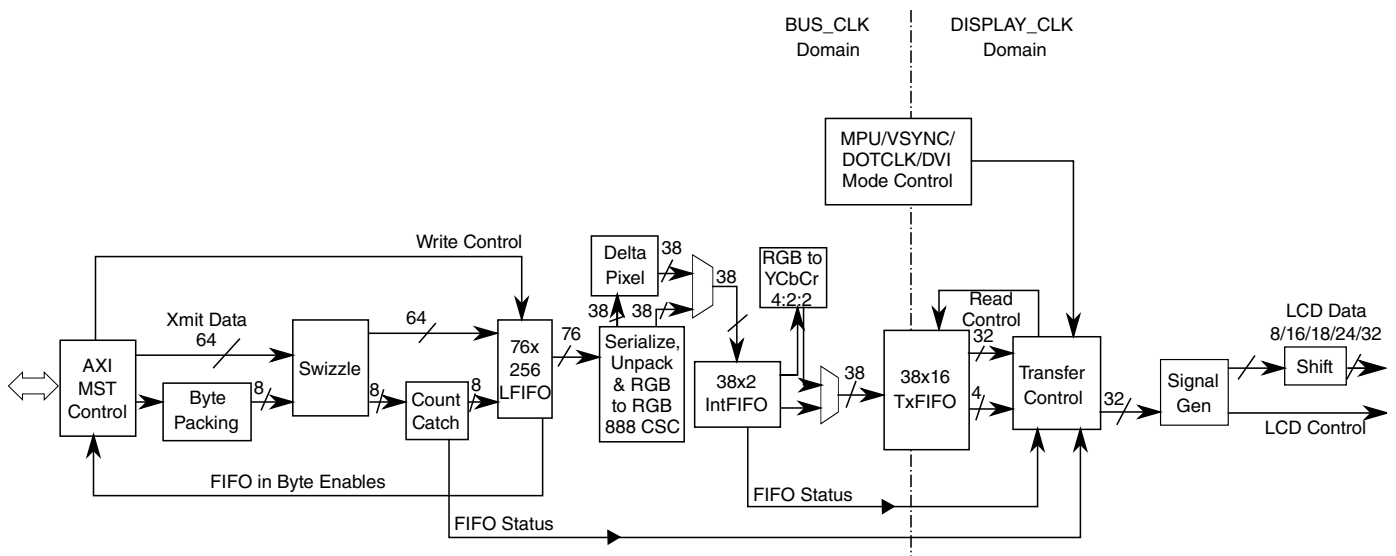 BUS_CLK
Domain
DISPLAY_CLK
Domain
MPU/VSYNC/
DOTCLK/DVI
Mode Control
Write Control
Delta
Pixel
38
38
RGB to
YCbCr
4:2:2
38
38
Xmit Data
64
64
76
Read
Control
32
LCD Data
8/16/18/24/32
AXI
MST
Control
Byte
Packing
8
Swizzle
8
Count
Catch
8
76x
256
LFIFO
Serialize,
Unpack
& RGB
to RGB
888 CSC
38x2
IntFIFO
38
38x16
TxFIFO
4
Transfer
Control
32
Signal
Gen
Shift
LCD Control
FIFO in Byte Enables
FIFO Status
FIFO Status